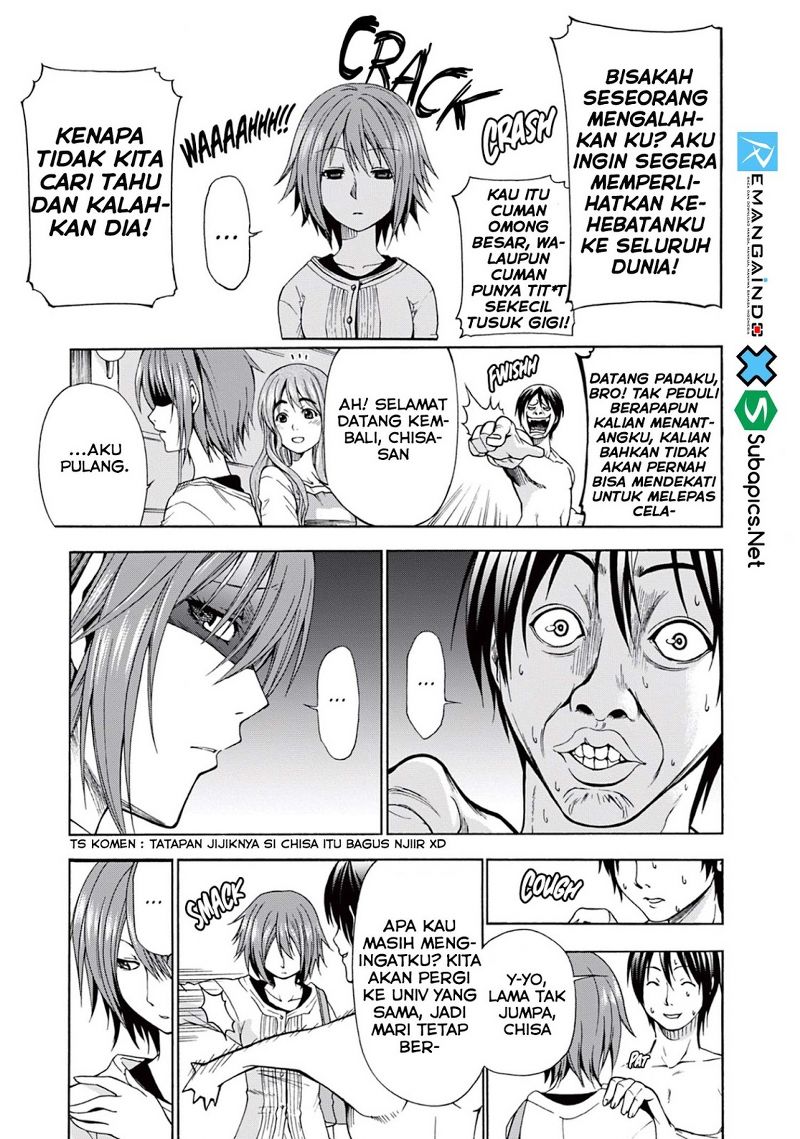 BISAKAH
SESEORANG
MENGALAH-
KAN KU? AKU
INGIN SEGERA
MEMPERLI-
HATKAN KE-
HEBATANKU
KE SELURUH
DUNIA!
CRACK
CRASH
KAU ITU
CUMAN
OMONG
BESAR, WA-
LAUPUN
CUMAN
PUNYA TIT*T
SEKECIL
TUSUK GIGI!
WAAAAHHH!!
...
KENAPA
TIDAK KITA
CARI TAHU
DAN KALAH-
KAN DIA!
DATANG PADAKU,
BRO! TAK PEDULI
BERAPAPUN
KALIAN MENANT-
ANGKU, KALIAN
BAHKAN TIDAK
AKAN PERNAH
BISA MENDEKATI
UNTUK MELEPAS
CELA-
FWISHH
AH! SELAMAT
DATANG KEM-
BALI, CHISA-
SAN
...AKU
PULANG.
...
...
TS KOMEN : TATAPAN JIJIKNYA SI CHISA ITU BAGUS NJIIR XD
COUGH
Y-YO,
LAMA TAK
JUMPA,
CHISA
PAT
APA KAU
MASIH MENG-
INGATKU? KITA
AKAN PERGI
KE UNIV YANG
SAMA, JADI
MARI TETAP
BER-
SMACK
...
REMANGAINDO
X
S Subapics.Net